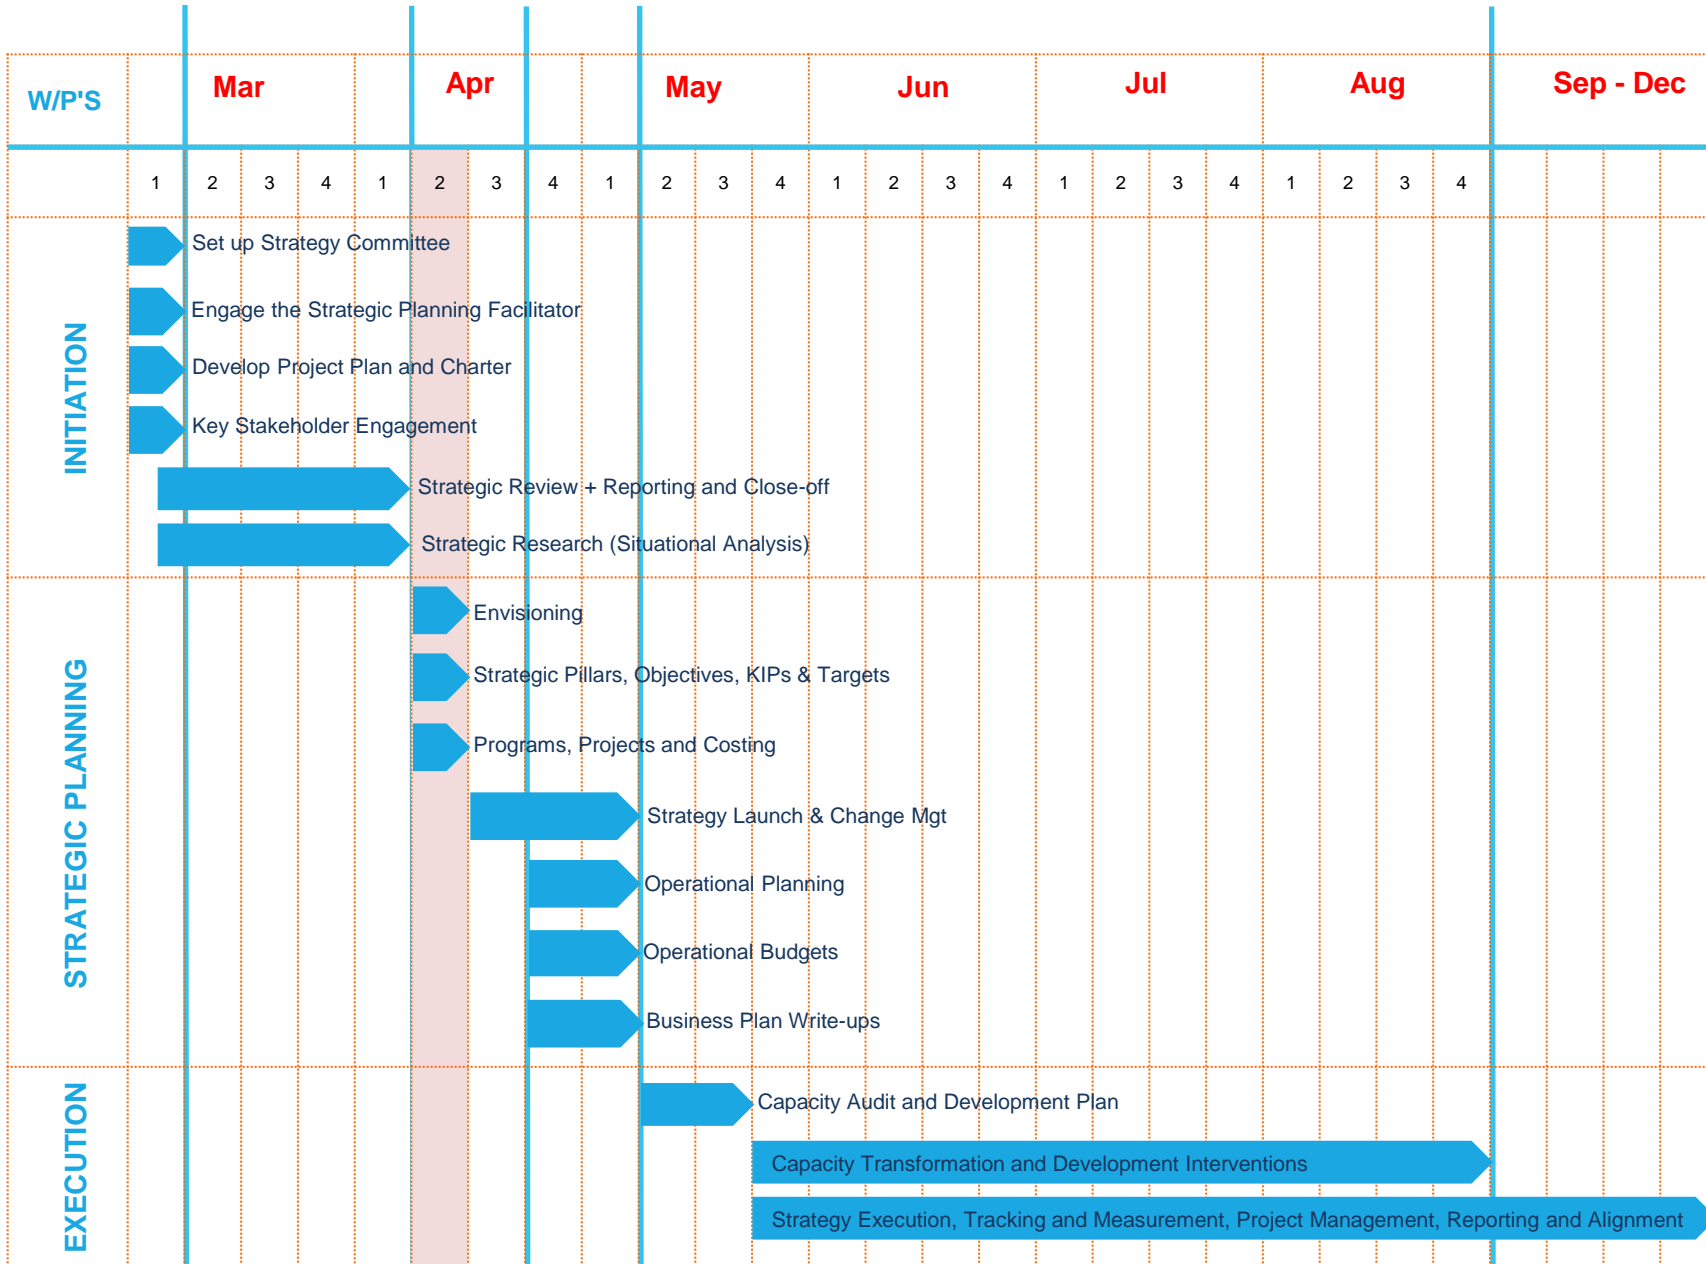 W/P'S Mar Apr May Jun Jul Aug Sep - Dec
1 2 3 4 1 2 3 4 1 2 3 4 1 2 3 4 1 2 3 4 1 2 3 4
INITIATION
Set up Strategy Committee
Engage the Strategic Planning Facilitator
Develop Project Plan and Charter
Key Stakeholder Engagement
Strategic Review + Reporting and Close-off
Strategic Research (Situational Analysis)
STRATEGIC PLANNING
Envisioning
Strategic Pillars, Objectives, KIPs & Targets
Programs, Projects and Costing
Strategy Launch & Change Mgt
Operational Planning
Operational Budgets
Business Plan Write-ups
EXECUTION
Capacity Audit and Development Plan
Capacity Transformation and Development Interventions
Strategy Execution, Tracking and Measurement, Project Management, Reporting and Alignment